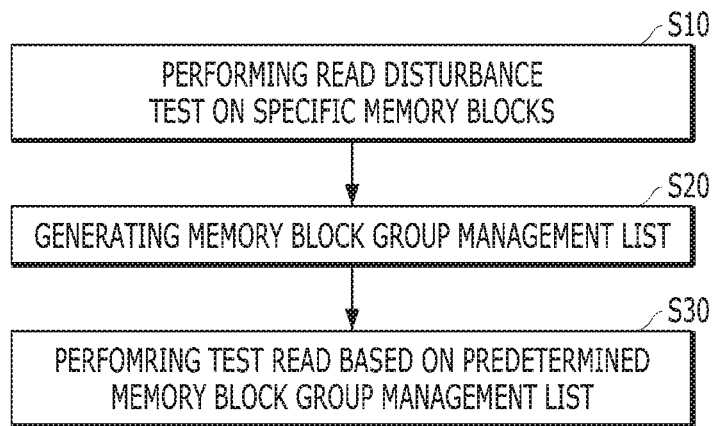 S10
PERFORMING READ DISTURBANCE
TEST ON SPECIFIC MEMORY BLOCKS
S20
GENERATING MEMORY BLOCK GROUP MANAGEMENT LIST
S30
PERFOMRING TEST READ BASED ON PREDETERMINED
MEMORY BLOCK GROUP MANAGEMENT LIST